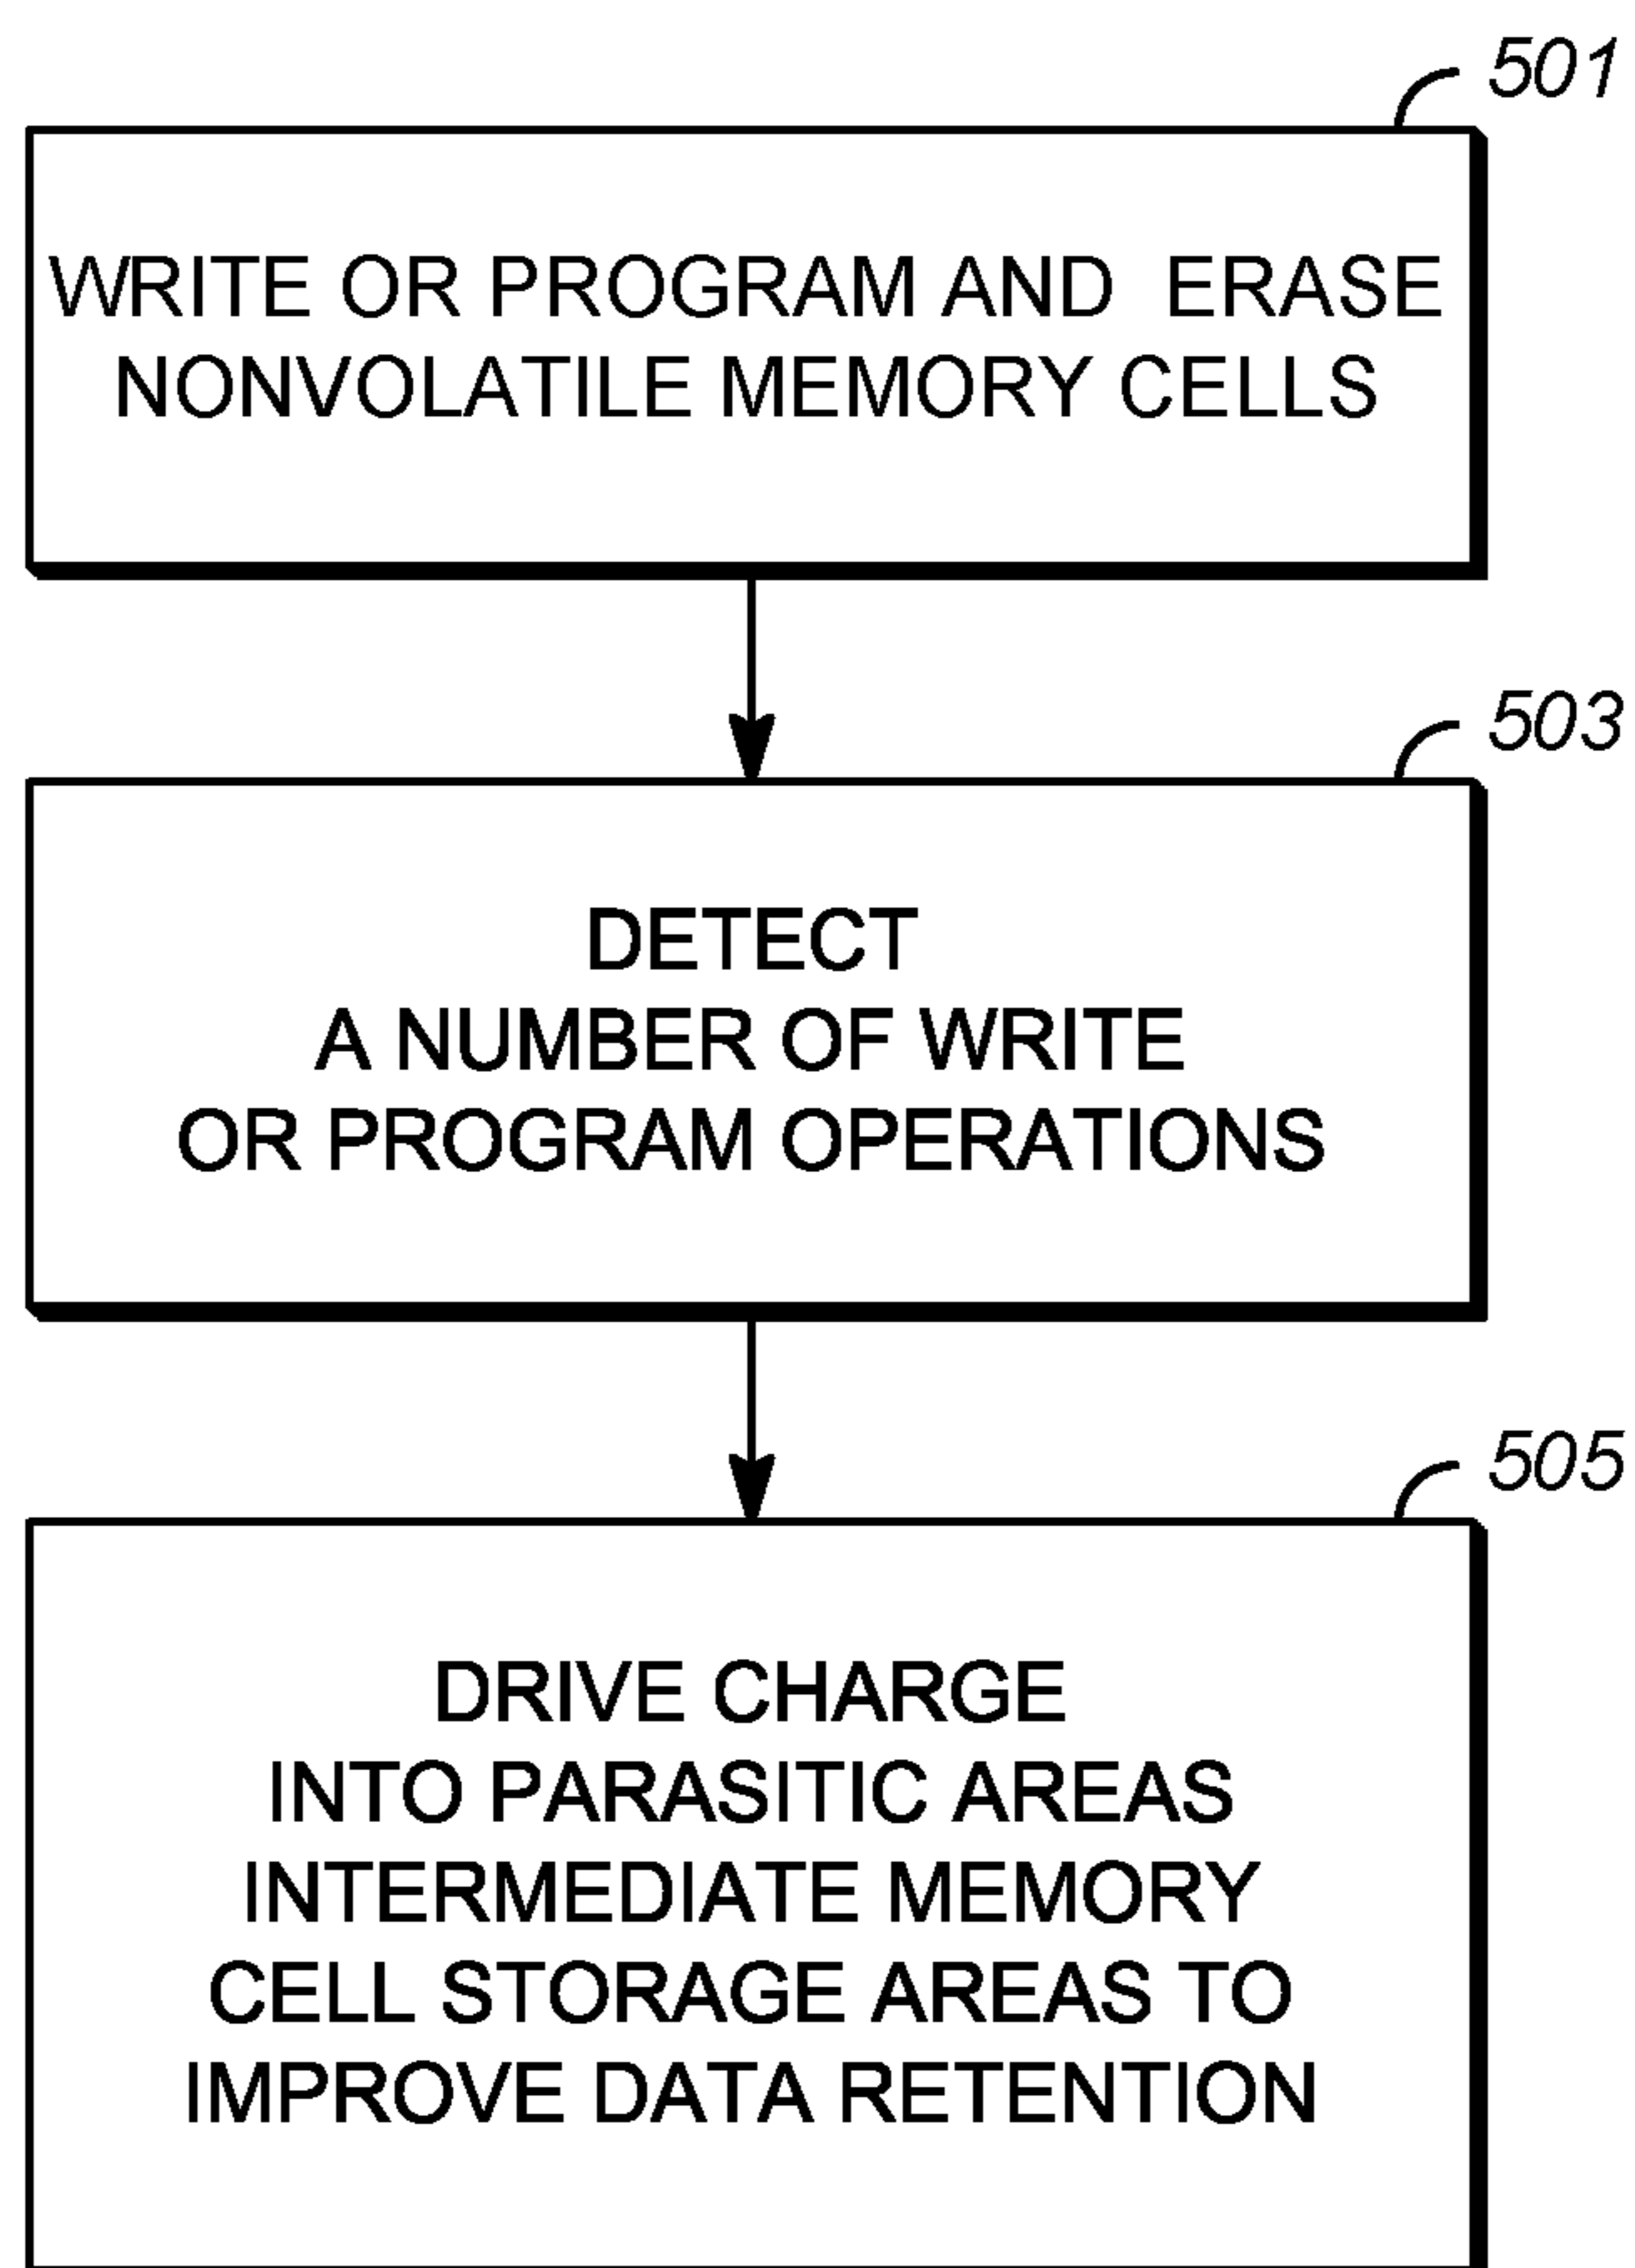 501
WRITE OR PROGRAM AND ERASE
NONVOLATILE MEMORY CELLS
503
DETECT
A NUMBER OF WRITE
OR PROGRAM OPERATIONS
505
DRIVE CHARGE
INTO PARASITIC AREAS
INTERMEDIATE MEMORY
CELL STORAGE AREAS TO
IMPROVE DATA RETENTION